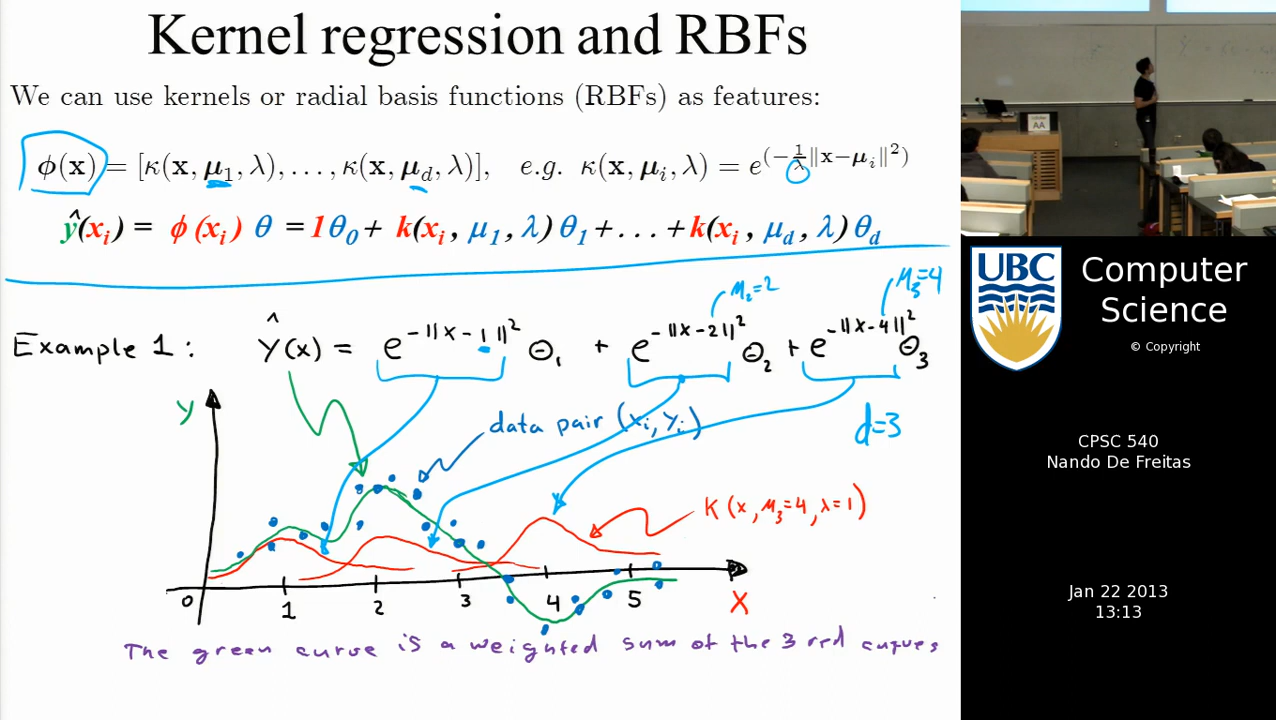 Kernel regression and RBFs
We can use kernels or radial basis functions (RBFs) as features:
ϕ(x) = [κ(x, μ₁, λ), . . . , κ(x, μ_d, λ)], e.g. κ(x, μᵢ, λ) = e^(−1/λ ‖x−μᵢ‖²)
ŷ(xᵢ) = ϕ(xᵢ) θ = 1θ₀ + k(xᵢ, μ₁, λ)θ₁ + . . . + k(xᵢ, μ_d, λ)θ_d
μ₂=2
μ₃=4
Example 1: ŷ(x) = e^(−||x−1||²) θ₁ + e^(−||x−2||²) θ₂ + e^(−||x−4||²) θ₃
y
data pair (xᵢ, yᵢ)
d=3
K(x, μ₃=4, λ=1)
0 1 2 3 4 5 X
The green curve is a weighted sum of the 3 red curves
AA
UBC
Computer
Science
© Copyright
CPSC 540
Nando De Freitas
Jan 22 2013
13:13